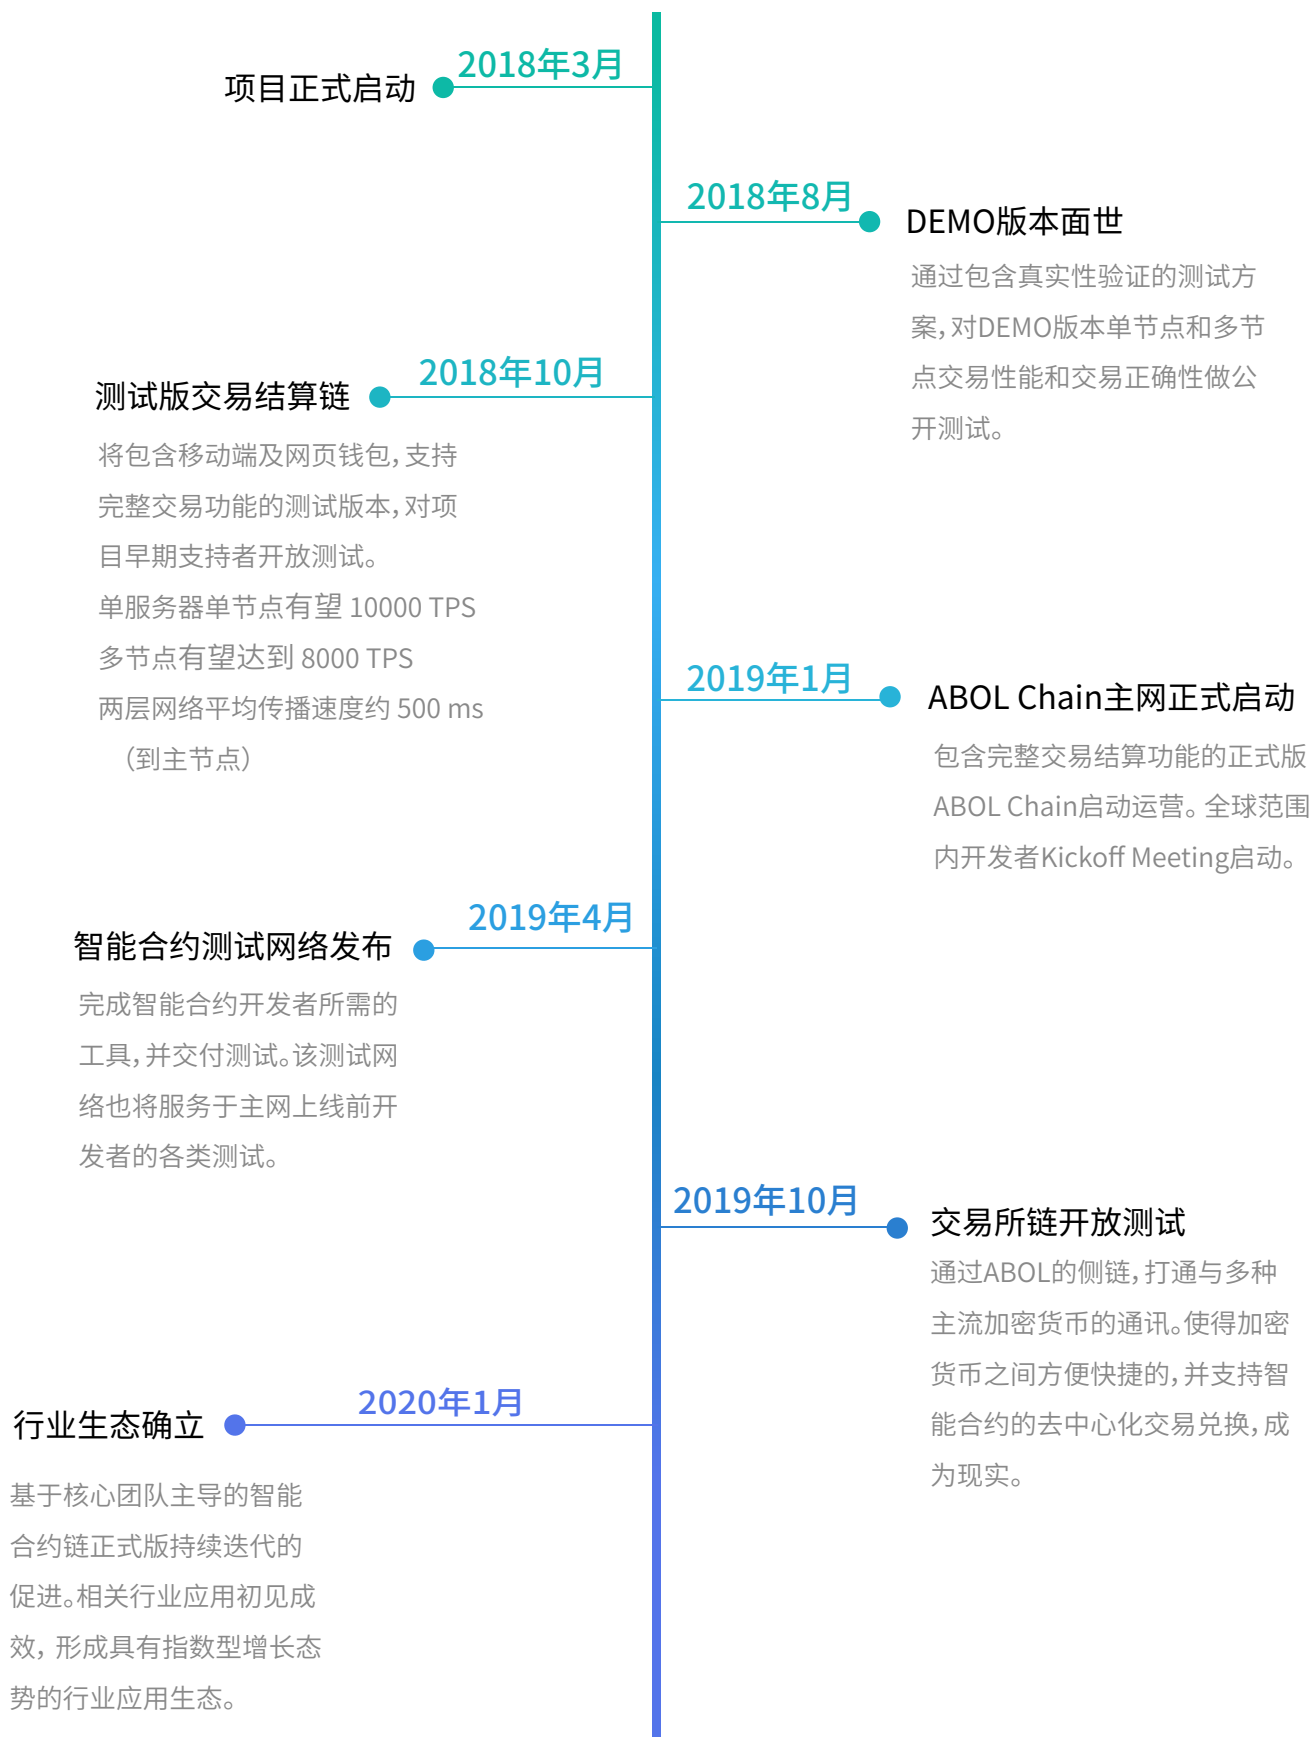 2018年3月
项目正式启动
2018年8月
DEMO版本面世
通过包含真实性验证的测试方
案,对DEMO版本单节点和多节
点交易性能和交易正确性做公
开测试。
2018年10月
测试版交易结算链
将包含移动端及网页钱包,支持
完整交易功能的测试版本,对项
目早期支持者开放测试。
单服务器单节点有望 10000 TPS
多节点有望达到 8000 TPS
两层网络平均传播速度约 500 ms
（到主节点）
2019年1月
ABOL Chain主网正式启动
包含完整交易结算功能的正式版
ABOL Chain启动运营。全球范围
内开发者Kickoff Meeting启动。
2019年4月
智能合约测试网络发布
完成智能合约开发者所需的
工具,并交付测试。该测试网
络也将服务于主网上线前开
发者的各类测试。
2019年10月
交易所链开放测试
通过ABOL的侧链,打通与多种
主流加密货币的通讯。使得加密
货币之间方便快捷的,并支持智
能合约的去中心化交易兑换,成
为现实。
2020年1月
行业生态确立
基于核心团队主导的智能
合约链正式版持续迭代的
促进。相关行业应用初见成
效, 形成具有指数型增长态
势的行业应用生态。